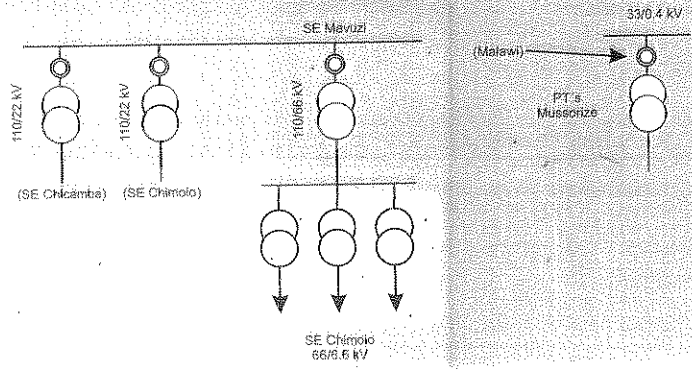 SE Mavuzi
33/0.4 kV
(Malawi)
110/22 kV
110/22 kV
110/66 kV
PT s
Mussorize
(SE Chicamba)
(SE Chimoio)
SE Chimoio
66/6.6 kV